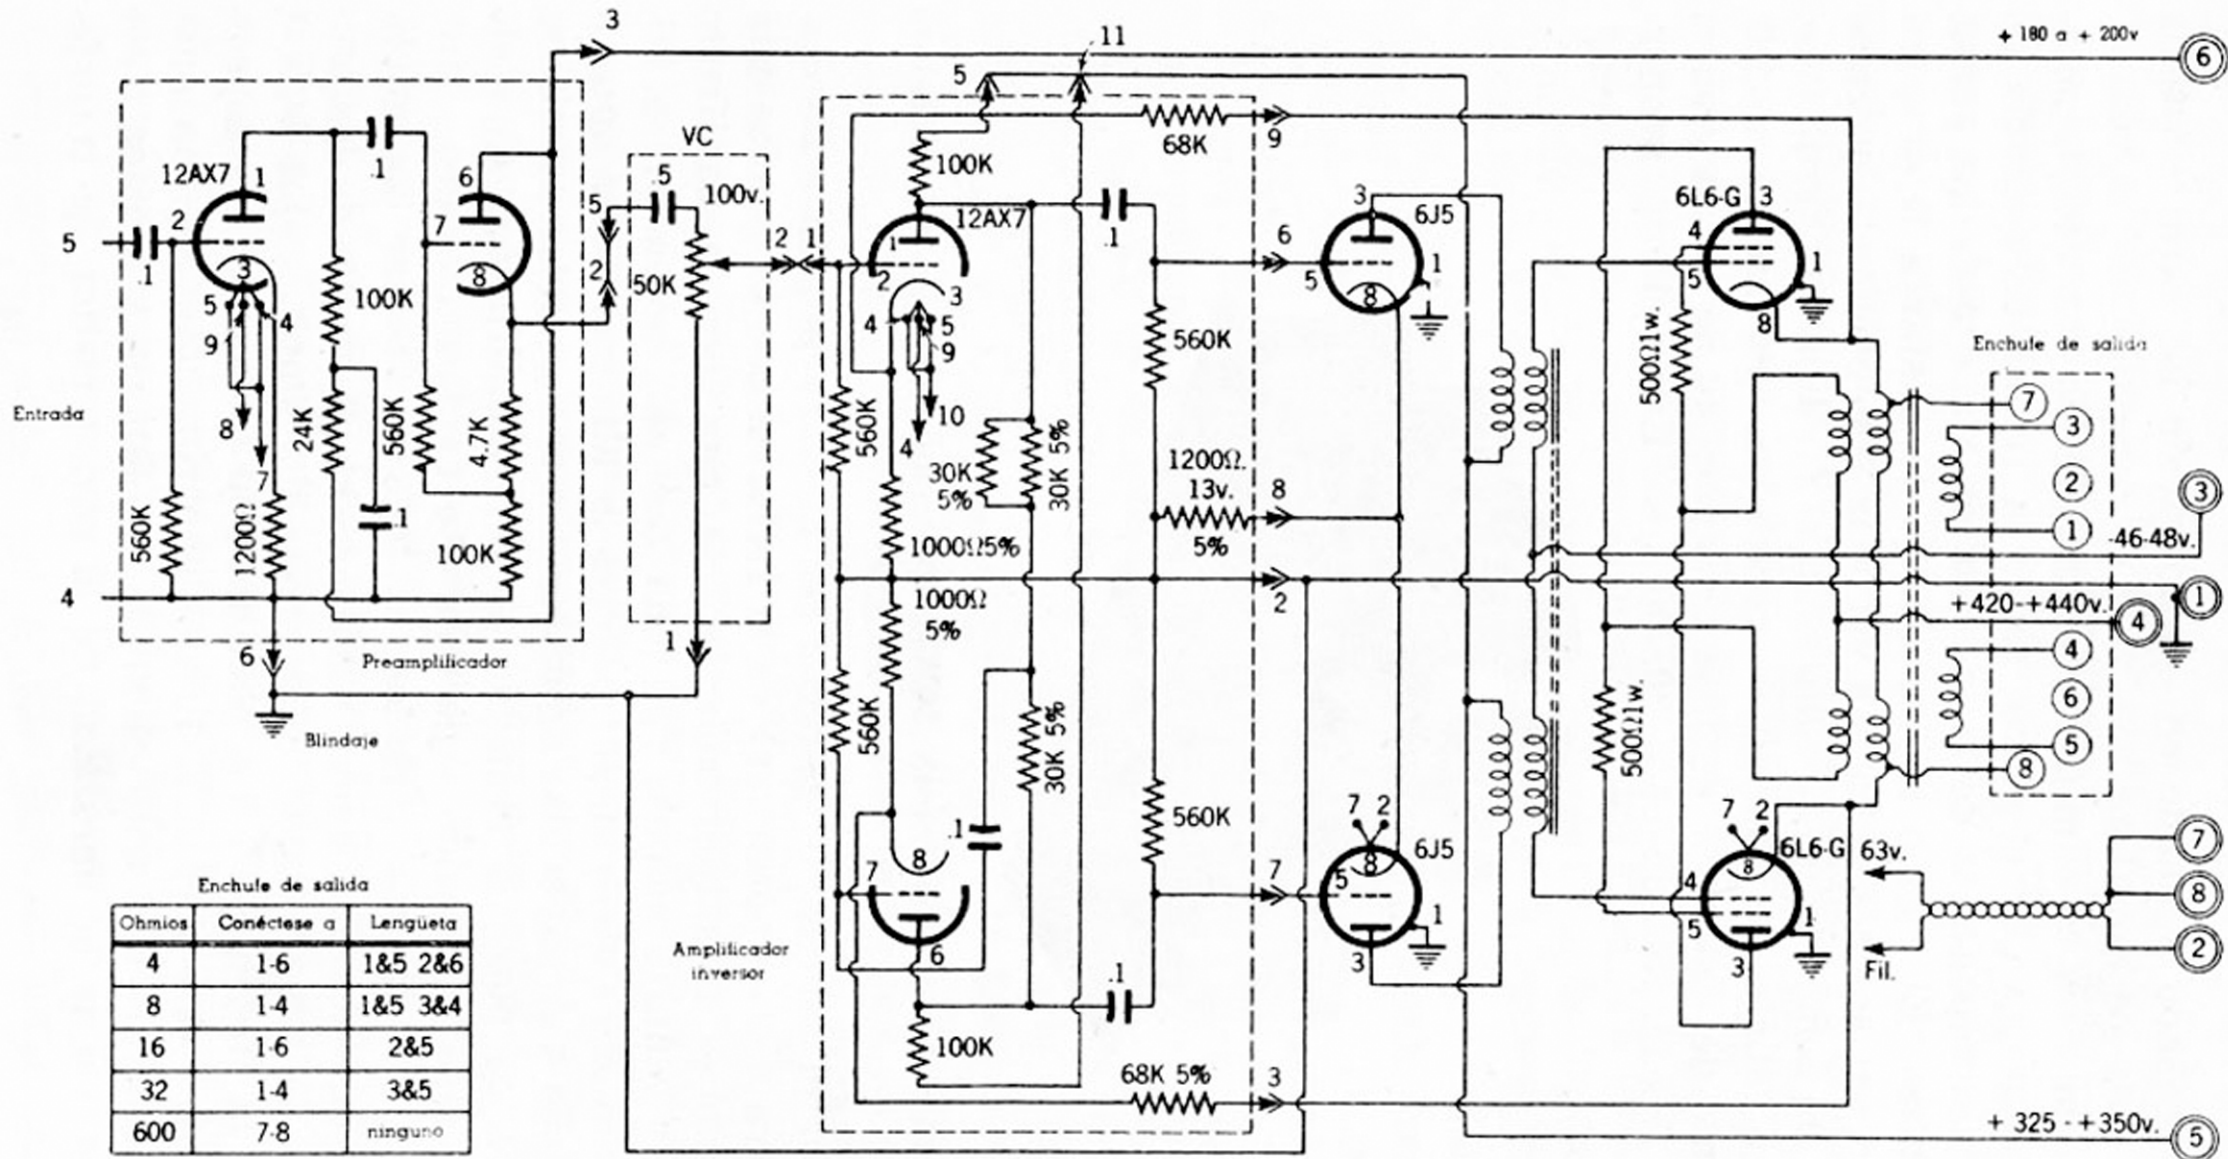 3
11
+ 180 a + 200v
6
5
VC
68K
9
12AX7
1
.1
6
100K
.5
100v.
12AX7
.1
3
6J5
6L6-G
3
5
2
7
5
2
1
1
6
4
1
5
.1
3
8
50K
2
3
5
8
5
1
5
4
100K
2
4
5
9
560K
8
8
9
500Ω1w.
Enchufe de salida
7
10
4
3
Entrada
8
24K
560K
4.7K
560K
30K
5%
30K 5%
1200Ω.
13v.
8
2
3
7
560K
1200Ω
.1
100K
1000Ω5%
5%
1
-46-48v.
4
1000Ω
5%
2
+420-+440v.
1
4
6
Preamplificador
1
4
Blindaje
560K
30K 5%
500Ω1w.
6
5
8
.1
560K
7 2
7 2
8
8
6J5
6L6-G
63v.
7
7
7
5
4
8
1
5
1
Amplificador
inversor
6
3
3
Fil.
2
.1
100K
68K 5%
3
+ 325 - +350v.
5
Enchufe de salida
Ohmios Conéctese a Lengüeta
4 1-6 1&5 2&6
8 1-4 1&5 3&4
16 1-6 2&5
32 1-4 3&5
600 7-8 ninguno